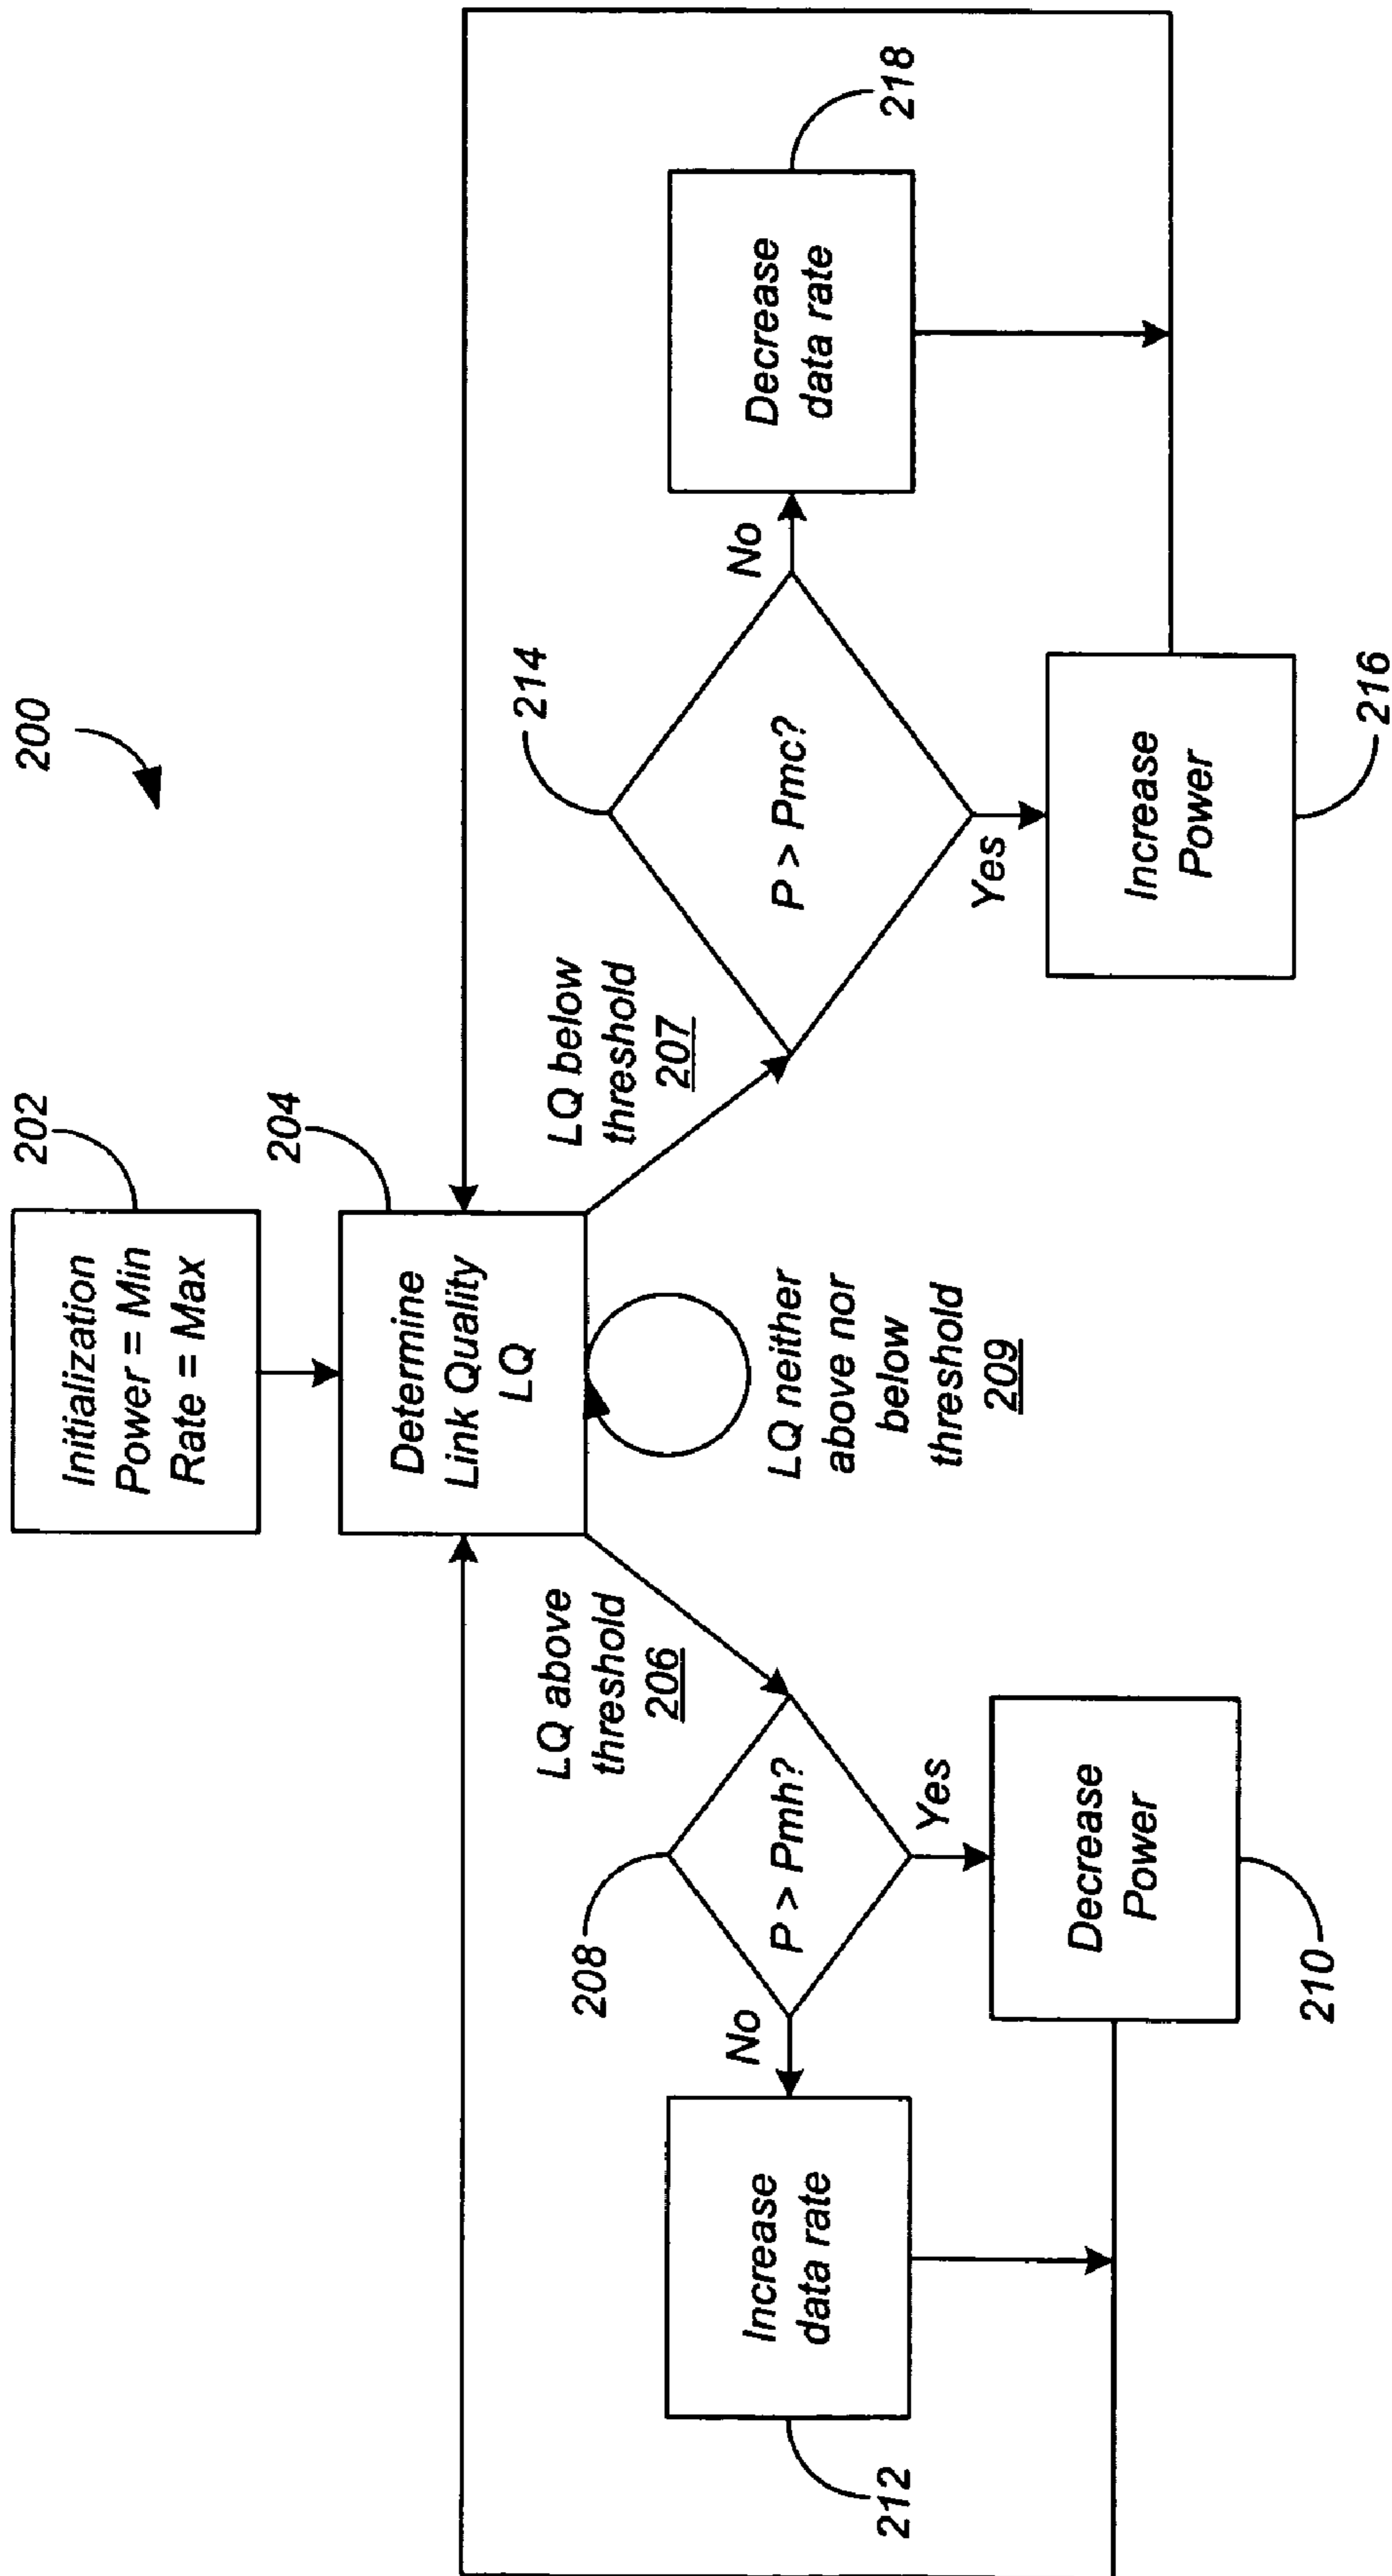 200
202
Initialization
Power = Min
Rate = Max
204
Determine
Link Quality
LQ
LQ above
threshold
206
LQ below
threshold
207
LQ neither
above nor
below
threshold
209
208
P > Pmh?
No
Yes
212
Increase
data rate
Decrease
Power
210
214
P > Pmc?
No
Yes
Decrease
data rate
218
Increase
Power
216